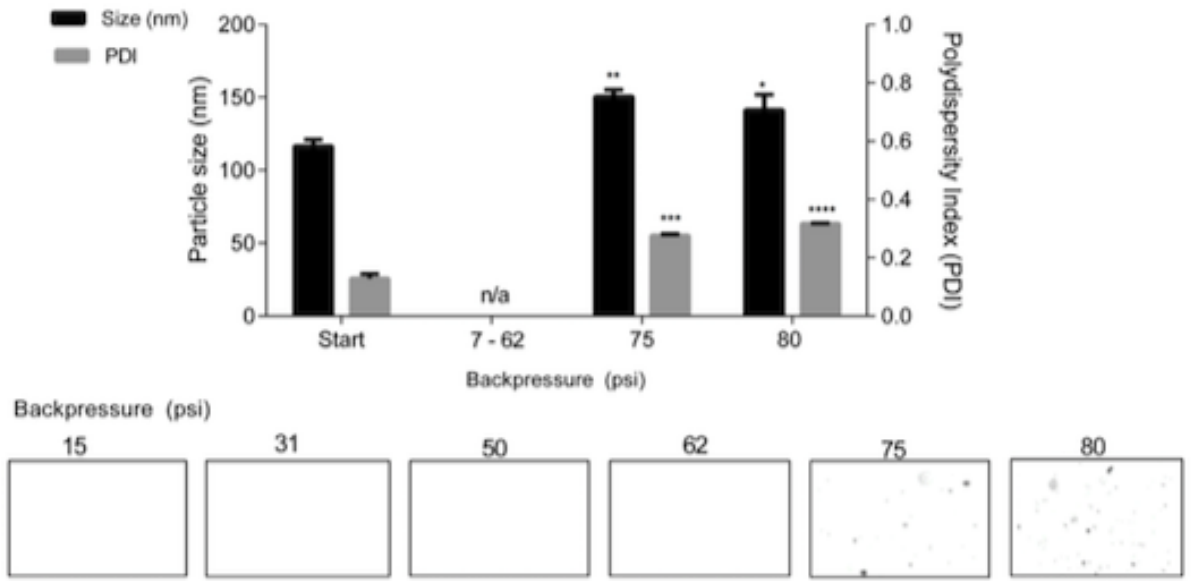 Size (nm)
PDI
200
150
100
50
0
Particle size (nm)
1.0
0.8
0.6
0.4
0.2
0.0
Polydispersity Index (PDI)
** * *** ****
n/a
Start 7 - 62 75 80
Backpressure (psi)
Backpressure (psi)
15 31 50 62 75 80